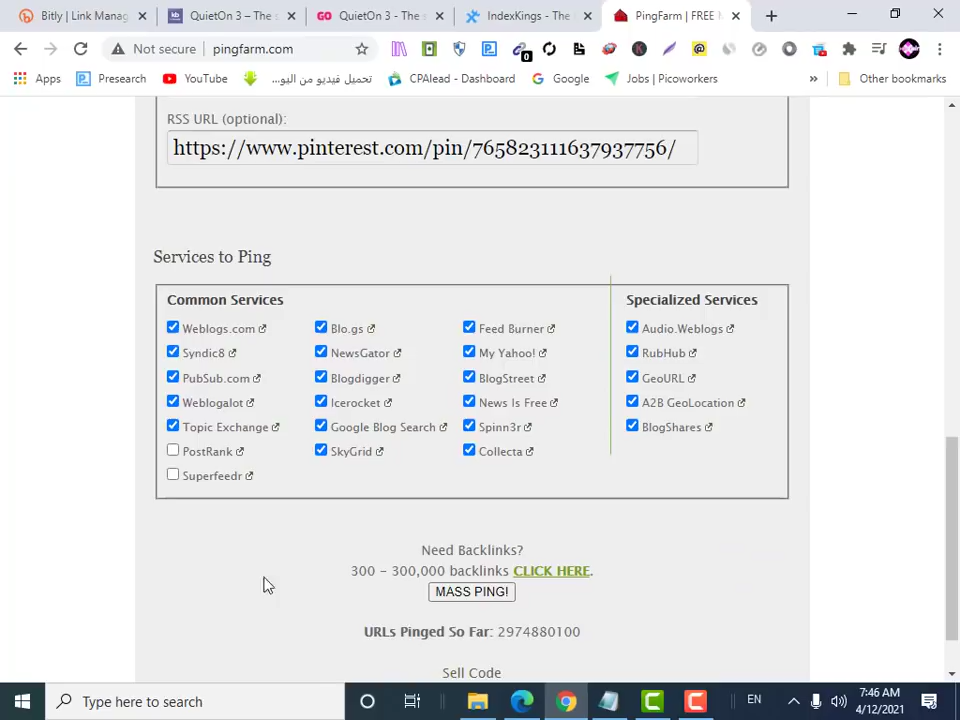 Bitly | Link Manag
QuietOn 3 – The s
QuietOn 3 - The s
IndexKings - The
PingFarm | FREE
Not secure
pingfarm.com
0
Apps
Presearch
YouTube
تحميل فيديو من اليو
CPAlead - Dashboard
Google
Jobs | Picoworkers
»
Other bookmarks
RSS URL (optional):
https://www.pinterest.com/pin/765823111637937756/
Services to Ping
Common Services
Specialized Services
Weblogs.com
Blo.gs
Feed Burner
Audio.Weblogs
Syndic8
NewsGator
My Yahoo!
RubHub
PubSub.com
Blogdigger
BlogStreet
GeoURL
Weblogalot
Icerocket
News Is Free
A2B GeoLocation
Topic Exchange
Google Blog Search
Spinn3r
BlogShares
PostRank
SkyGrid
Collecta
Superfeedr
Need Backlinks?
300 - 300,000 backlinks CLICK HERE.
MASS PING!
URLs Pinged So Far: 2974880100
Sell Code
Type here to search
EN
7:46 AM
4/12/2021